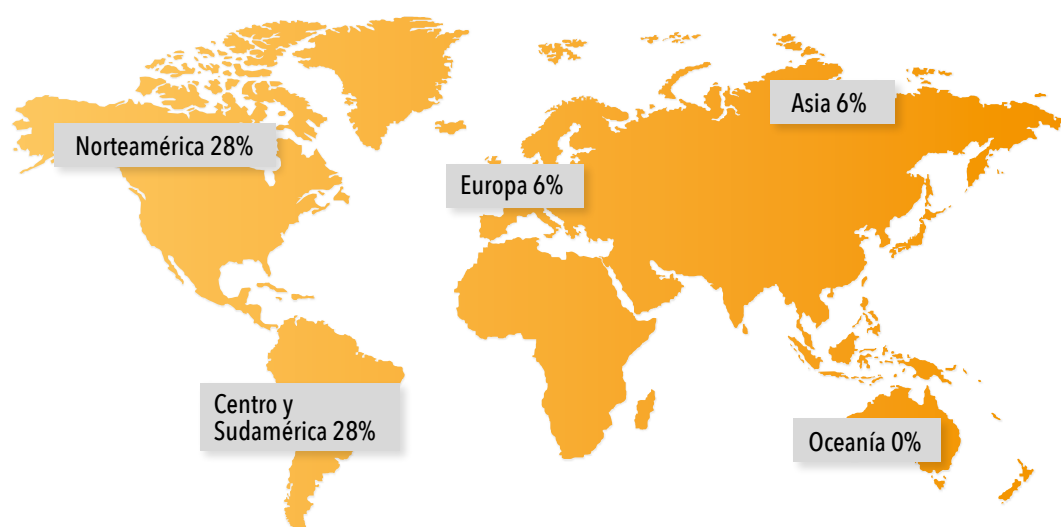 Asia 6%
Norteamérica 28%
Europa 6%
Centro y
Sudamérica 28%
Oceanía 0%